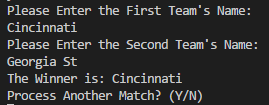 Please Enter the First Team's Name:
Cincinnati
Please Enter the Second Team's Name:
Georgia St
The Winner is: Cincinnati
Process Another Match? (Y/N)